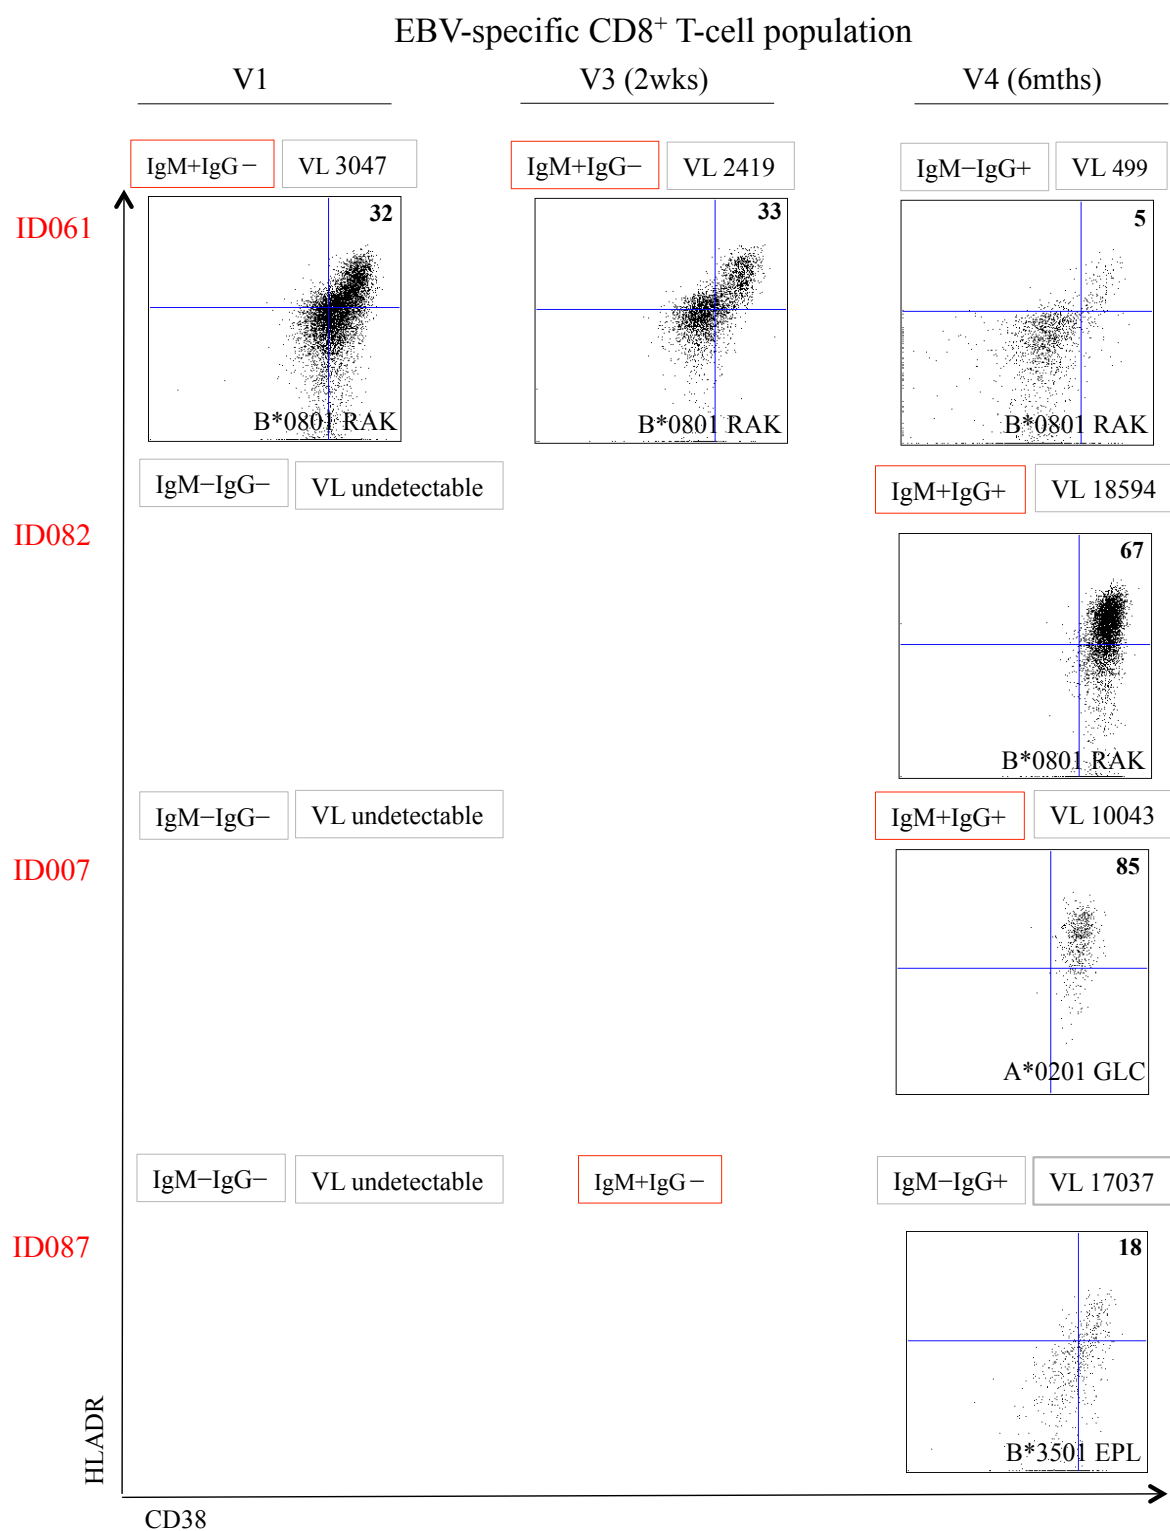 EBV-specific CD8⁺ T-cell population
V1 V3 (2wks) V4 (6mths)
IgM+IgG− VL 3047 IgM+IgG− VL 2419 IgM−IgG+ VL 499
ID061
32 33 5
B*0801 RAK B*0801 RAK B*0801 RAK
IgM−IgG- VL undetectable IgM+IgG+ VL 18594
ID082
67
B*0801 RAK
IgM−IgG- VL undetectable IgM+IgG+ VL 10043
ID007
85
A*0201 GLC
IgM−IgG- VL undetectable IgM+IgG− IgM−IgG+ VL 17037
ID087
18
B*3501 EPL
HLADR
CD38